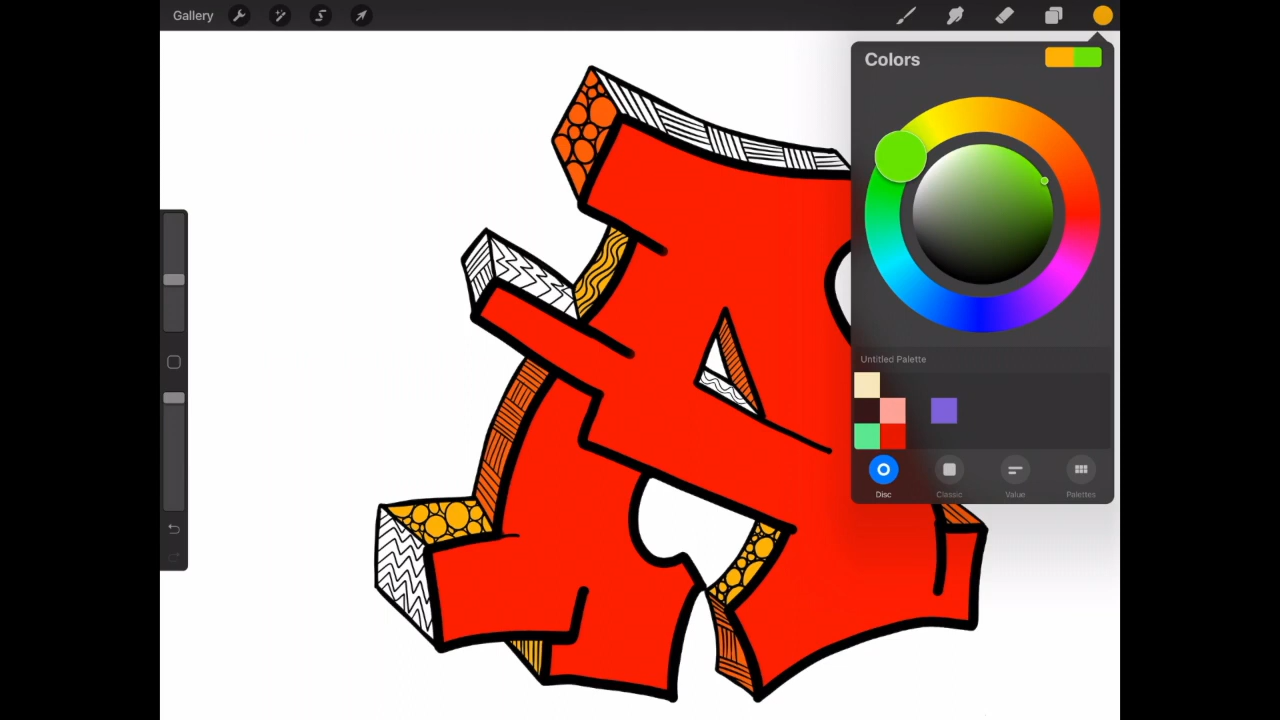 Gallery
Colors
Untitled Palette
Disc
Classic
Value
Palettes
A